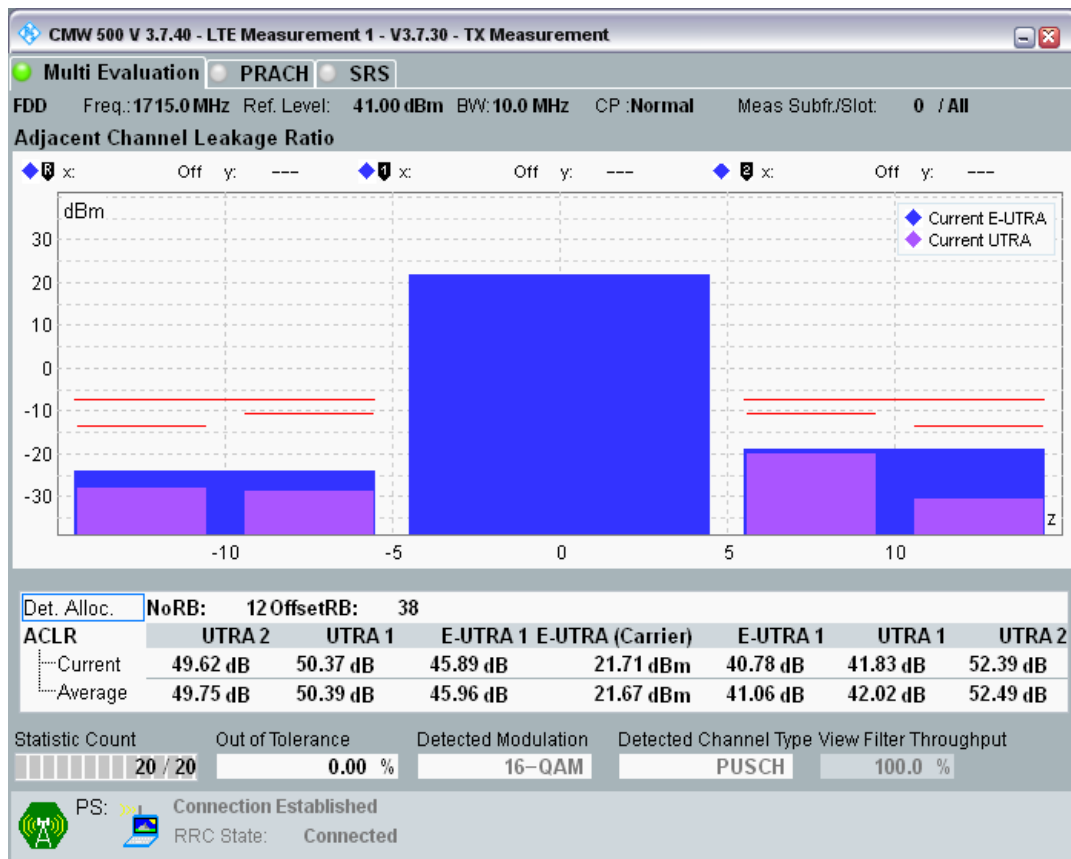 CMW 500 V 3.7.40 - LTE Measurement 1 - V3.7.30 - TX Measurement
Multi Evaluation PRACH SRS
FDD Freq.:1715.0 MHz Ref. Level: 41.00 dBm BW:10.0 MHz CP :Normal Meas Subfr./Slot: 0 / All
Adjacent Channel Leakage Ratio
R x: Off y: --- 1 x: Off y: --- 2 x: Off y: ---
dBm
Current E-UTRA
Current UTRA
30
20
10
0
-10
-20
-30
z
-10 -5 0 5 10
Det. Alloc. NoRB: 12 OffsetRB: 38
ACLR UTRA 2 UTRA 1 E-UTRA 1 E-UTRA (Carrier) E-UTRA 1 UTRA 1 UTRA 2
Current 49.62 dB 50.37 dB 45.89 dB 21.71 dBm 40.78 dB 41.83 dB 52.39 dB
Average 49.75 dB 50.39 dB 45.96 dB 21.67 dBm 41.06 dB 42.02 dB 52.49 dB
Statistic Count Out of Tolerance Detected Modulation Detected Channel Type View Filter Throughput
20 / 20 0.00 % 16-QAM PUSCH 100.0 %
PS: Connection Established
RRC State: Connected